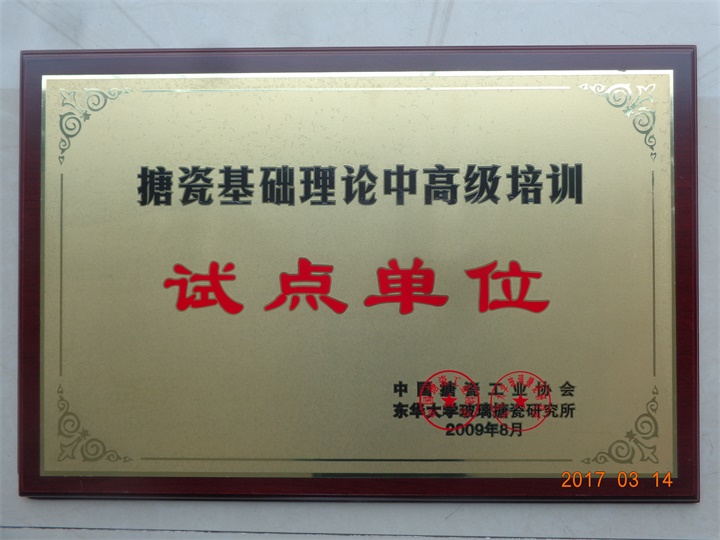 搪瓷基础理论中高级培训
试点单位
中国搪瓷工业协会
东华大学玻璃搪瓷研究所
2009年8月
2017 03 14